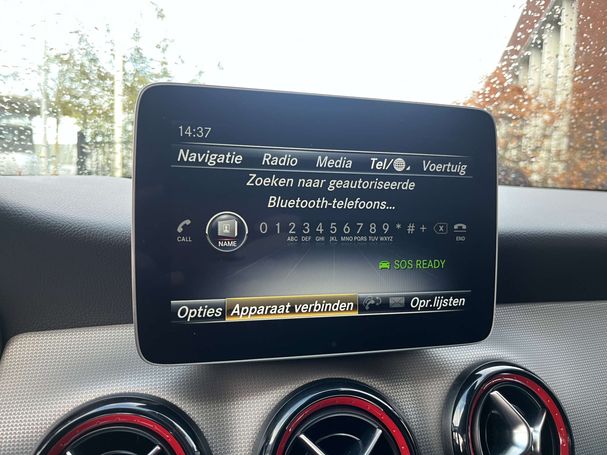 14:37
Navigatie Radio Media Tel/ Voertuig
Zoeken naar geautoriseerde
Bluetooth-telefoons...
0 1 2 3 4 5 6 7 8 9 * # +
ABC DEF GHI JKL MNO PQRS TUV WXYZ
CALL NAME END
SOS READY
Opties Apparaat verbinden Opr.lijsten